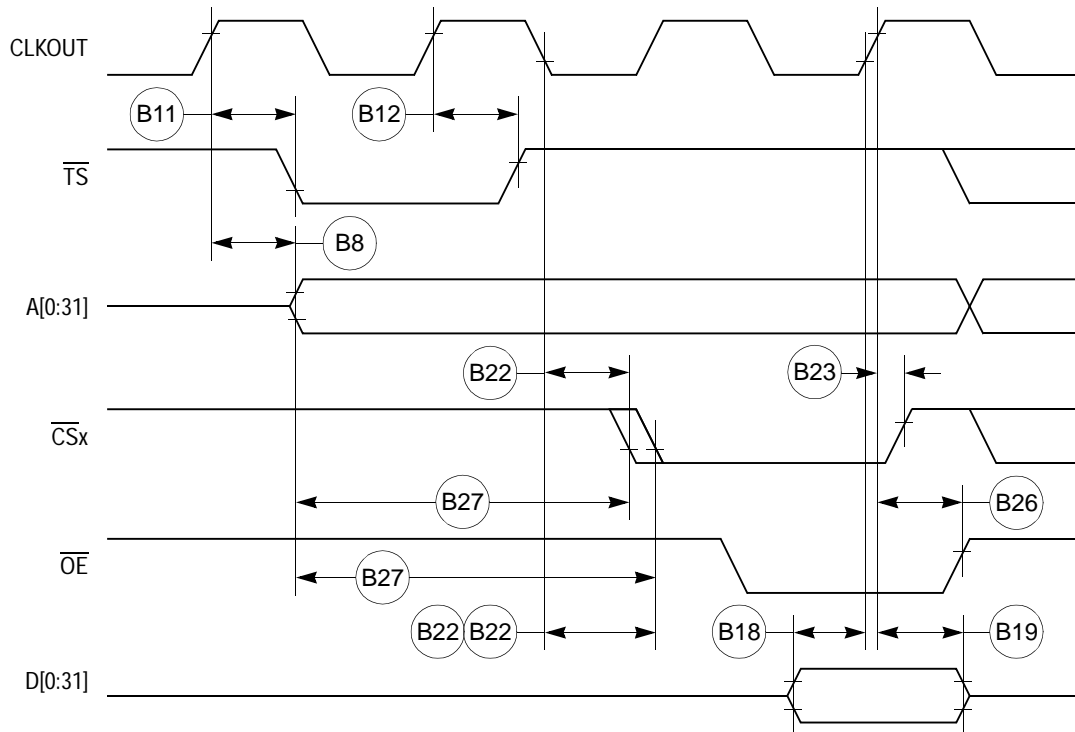 CLKOUT
B11
B12
TS
B8
A[0:31]
B22
B23
CSx
B27
B26
OE
B27
B22 B22
B18
B19
D[0:31]